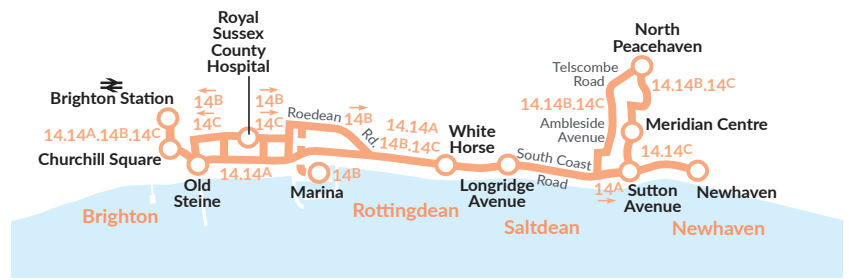 Royal
Sussex
County
Hospital
North
Peacehaven
Telscombe
Road
14.14B.14C
14.14B.14C
Brighton Station
14B
14B
14C
14C
Roedean
Rd.
14B
14.14A
14B.14C
14.14A.14B.14C
Churchill Square
White
Horse
Ambleside
Avenue
Meridian Centre
14.14C
South Coast
Road
14.14A
Old
Steine
Marina
14B
Longridge
Avenue
14A
Sutton
Avenue
Newhaven
Brighton
Rottingdean
Saltdean
Newhaven